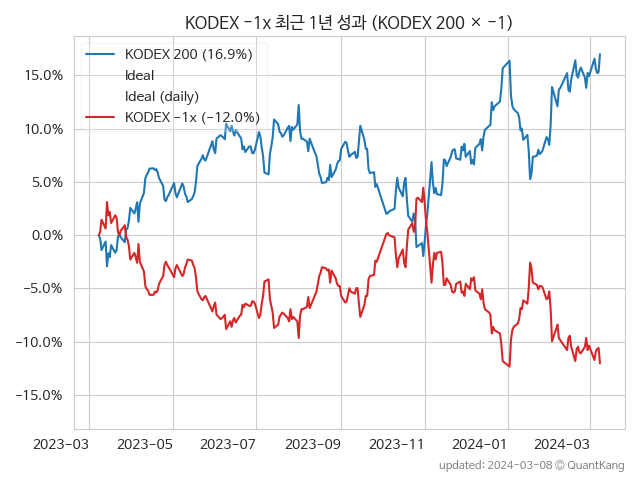 KODEX −1x 최근 1년 성과 (KODEX 200 × −1)
KODEX 200 (16.9%)
Ideal
Ideal (daily)
KODEX −1x (−12.0%)
15.0%
10.0%
5.0%
0.0%
−5.0%
−10.0%
−15.0%
2023-03 2023-05 2023-07 2023-09 2023-11 2024-01 2024-03
updated: 2024-03-08 © QuantKang